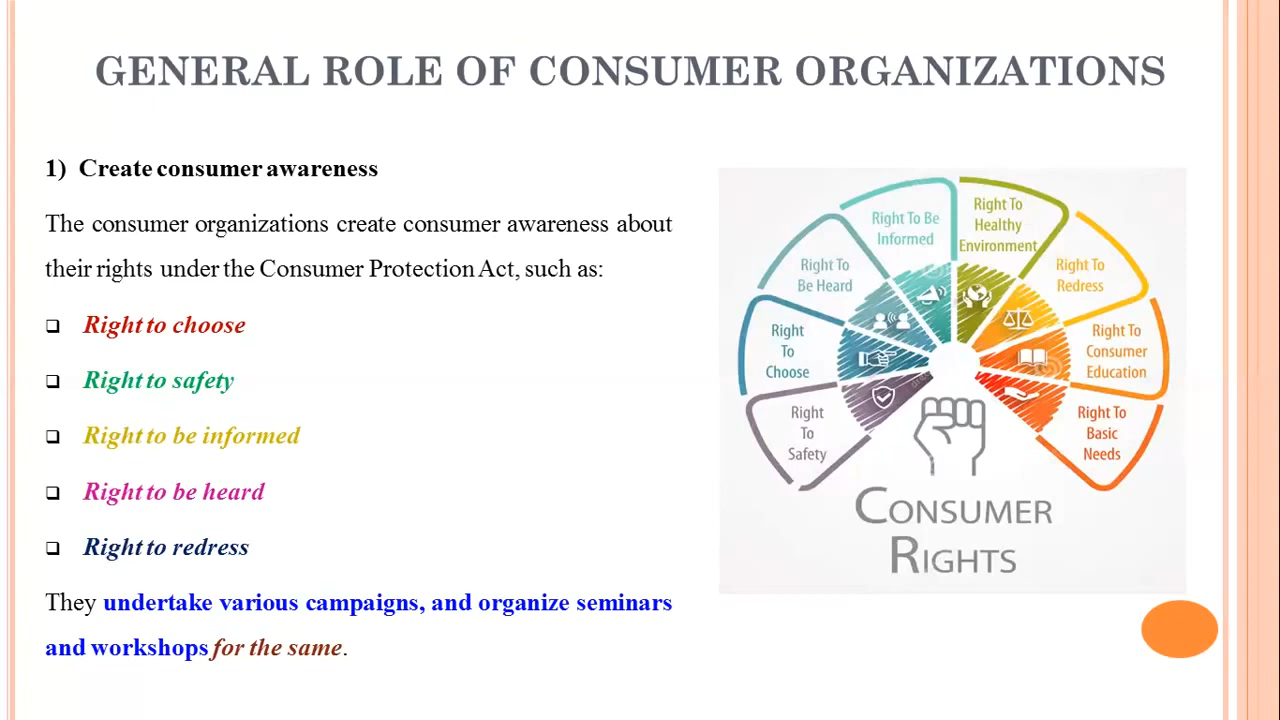 GENERAL ROLE OF CONSUMER ORGANIZATIONS
1) Create consumer awareness
The consumer organizations create consumer awareness about
their rights under the Consumer Protection Act, such as:
Right to choose
Right to safety
Right to be informed
Right to be heard
Right to redress
They undertake various campaigns, and organize seminars
and workshops for the same.
Right To Be
Informed
Right To
Healthy
Environment
Right To
Be Heard
Right To
Redress
Right
To
Choose
Right To
Consumer
Education
Right
To
Safety
Right To
Basic
Needs
CONSUMER
RIGHTS